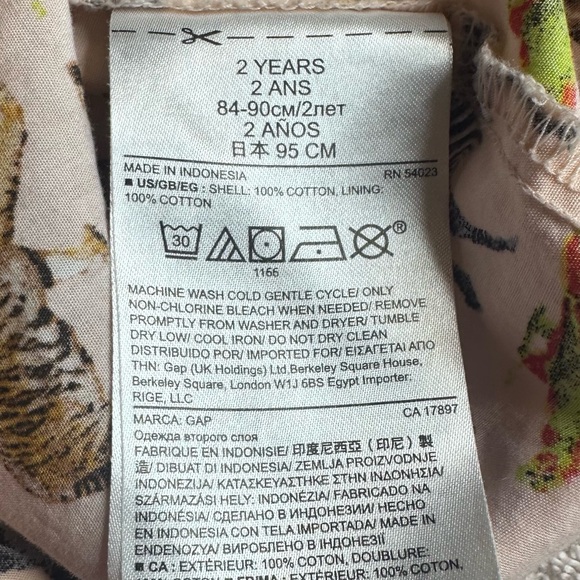 2 YEARS
2 ANS
84-90см/2лет
2 AÑOS
日本 95 CM
MADE IN INDONESIA RN 54023
■ US/GB/EG : SHELL: 100% COTTON, LINING:
100% COTTON
30 ®
1166
MACHINE WASH COLD GENTLE CYCLE/ ONLY
NON-CHLORINE BLEACH WHEN NEEDED/ REMOVE
PROMPTLY FROM WASHER AND DRYER/ TUMBLE
DRY LOW/ COOL IRON/ DO NOT DRY CLEAN
DISTRIBUIDO POR/ IMPORTED FOR/ ΕΙΣΑΓΕΤΑΙ ΑΠΟ
ΤΗΝ: Gap (UK Holdings) Ltd.Berkeley Square House,
Berkeley Square, London W1J 6BS Egypt Importer:
RIGE, LLC
MARCA: GAP CA 17897
Одежда второго слоя
FABRIQUE EN INDONISIE/ 印度尼西亞（印尼）製
造/ DIBUAT DI INDONESIA/ ZEMLJA PROIZVODNJE
INDONEZIJA/ ΚΑΤΑΣΚΕΥΑΣΤΗΚΕ ΣΤΗΝ ΙΝΔΟΝΗΣΙΑ/
SZÁRMAZÁSI HELY: INDONÉZIA/ FABRICADO NA
INDONÉSIA/ СДЕЛАНО В ИНДОНЕЗИИ/ HECHO
EN INDONESIA CON TELA IMPORTADA/ MADE IN
ENDENOZYA/ ВИРОБЛЕНО В ІНДОНЕЗІЇ
■ CA : EXTÉRIEUR: 100% COTTON, DOUBLURE: